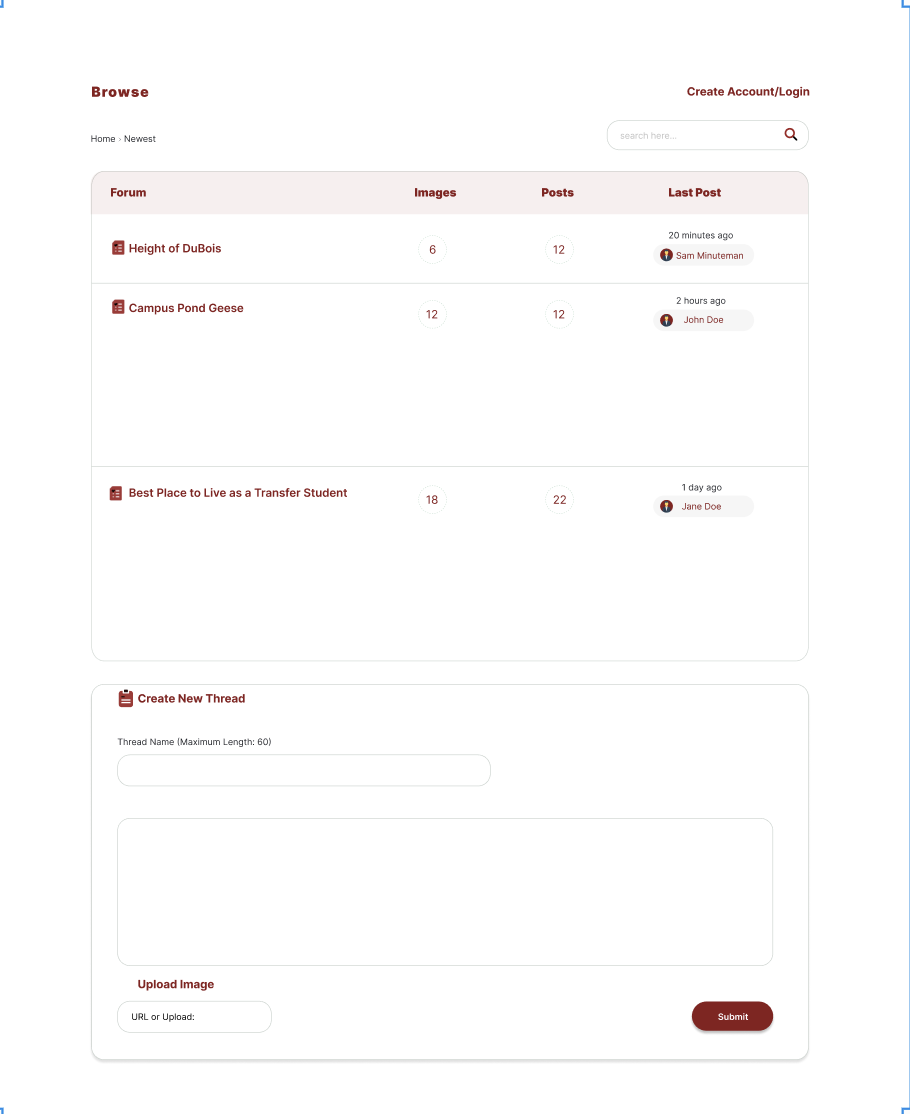 Browse
Create Account/Login
Home › Newest
search here...
Forum Images Posts Last Post
20 minutes ago
Height of DuBois 6 12
Sam Minuteman
2 hours ago
Campus Pond Geese 12 12
John Doe
1 day ago
Best Place to Live as a Transfer Student 18 22
Jane Doe
Create New Thread
Thread Name (Maximum Length: 60)
Upload Image
URL or Upload:
Submit